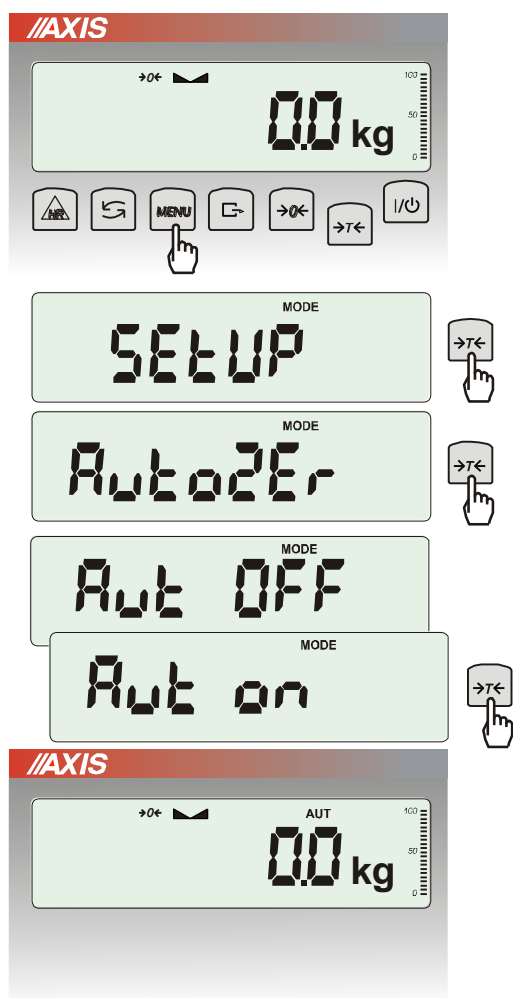 //AXIS
→0← 100
50
0.0 kg
0
HR MENU →0← →T← I/⏻
MODE
SEtUP
→T←
MODE
AutoZEr
→T←
MODE
Aut OFF
MODE
Aut on
→T←
//AXIS
→0← AUT 100
50
0.0 kg
0